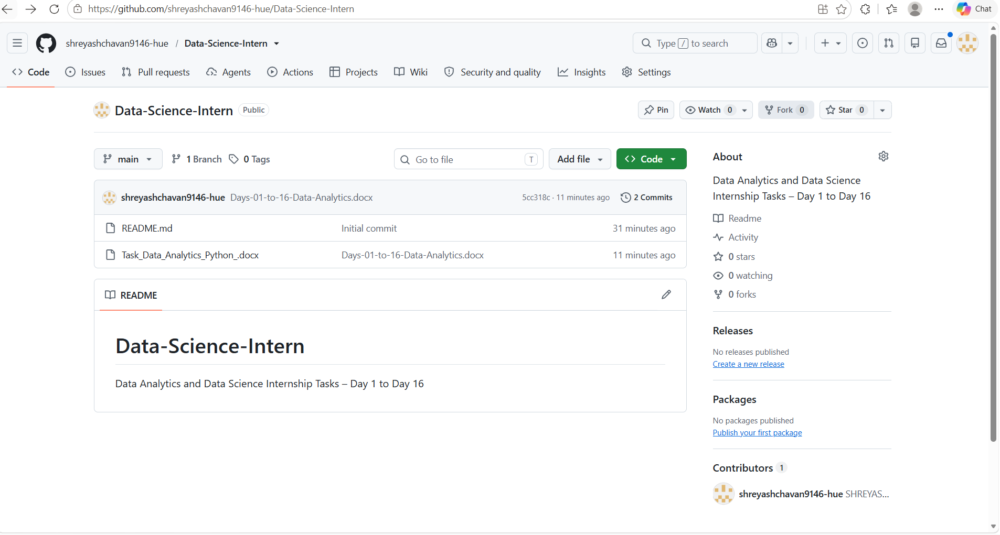 https://github.com/shreyashchavan9146-hue/Data-Science-Intern
Chat
shreyashchavan9146-hue / Data-Science-Intern
Type / to search
Code Issues Pull requests Agents Actions Projects Wiki Security and quality Insights Settings
Data-Science-Intern Public
Pin Watch 0 Fork 0 Star 0
main 1 Branch 0 Tags Go to file T Add file Code
shreyashchavan9146-hue Days-01-to-16-Data-Analytics.docx 5cc318c · 11 minutes ago 2 Commits
README.md Initial commit 31 minutes ago
Task_Data_Analytics_Python_.docx Days-01-to-16-Data-Analytics.docx 11 minutes ago
README
Data-Science-Intern
Data Analytics and Data Science Internship Tasks – Day 1 to Day 16
About
Data Analytics and Data Science
Internship Tasks – Day 1 to Day 16
Readme
Activity
0 stars
0 watching
0 forks
Releases
No releases published
Create a new release
Packages
No packages published
Publish your first package
Contributors 1
shreyashchavan9146-hue SHREYAS...